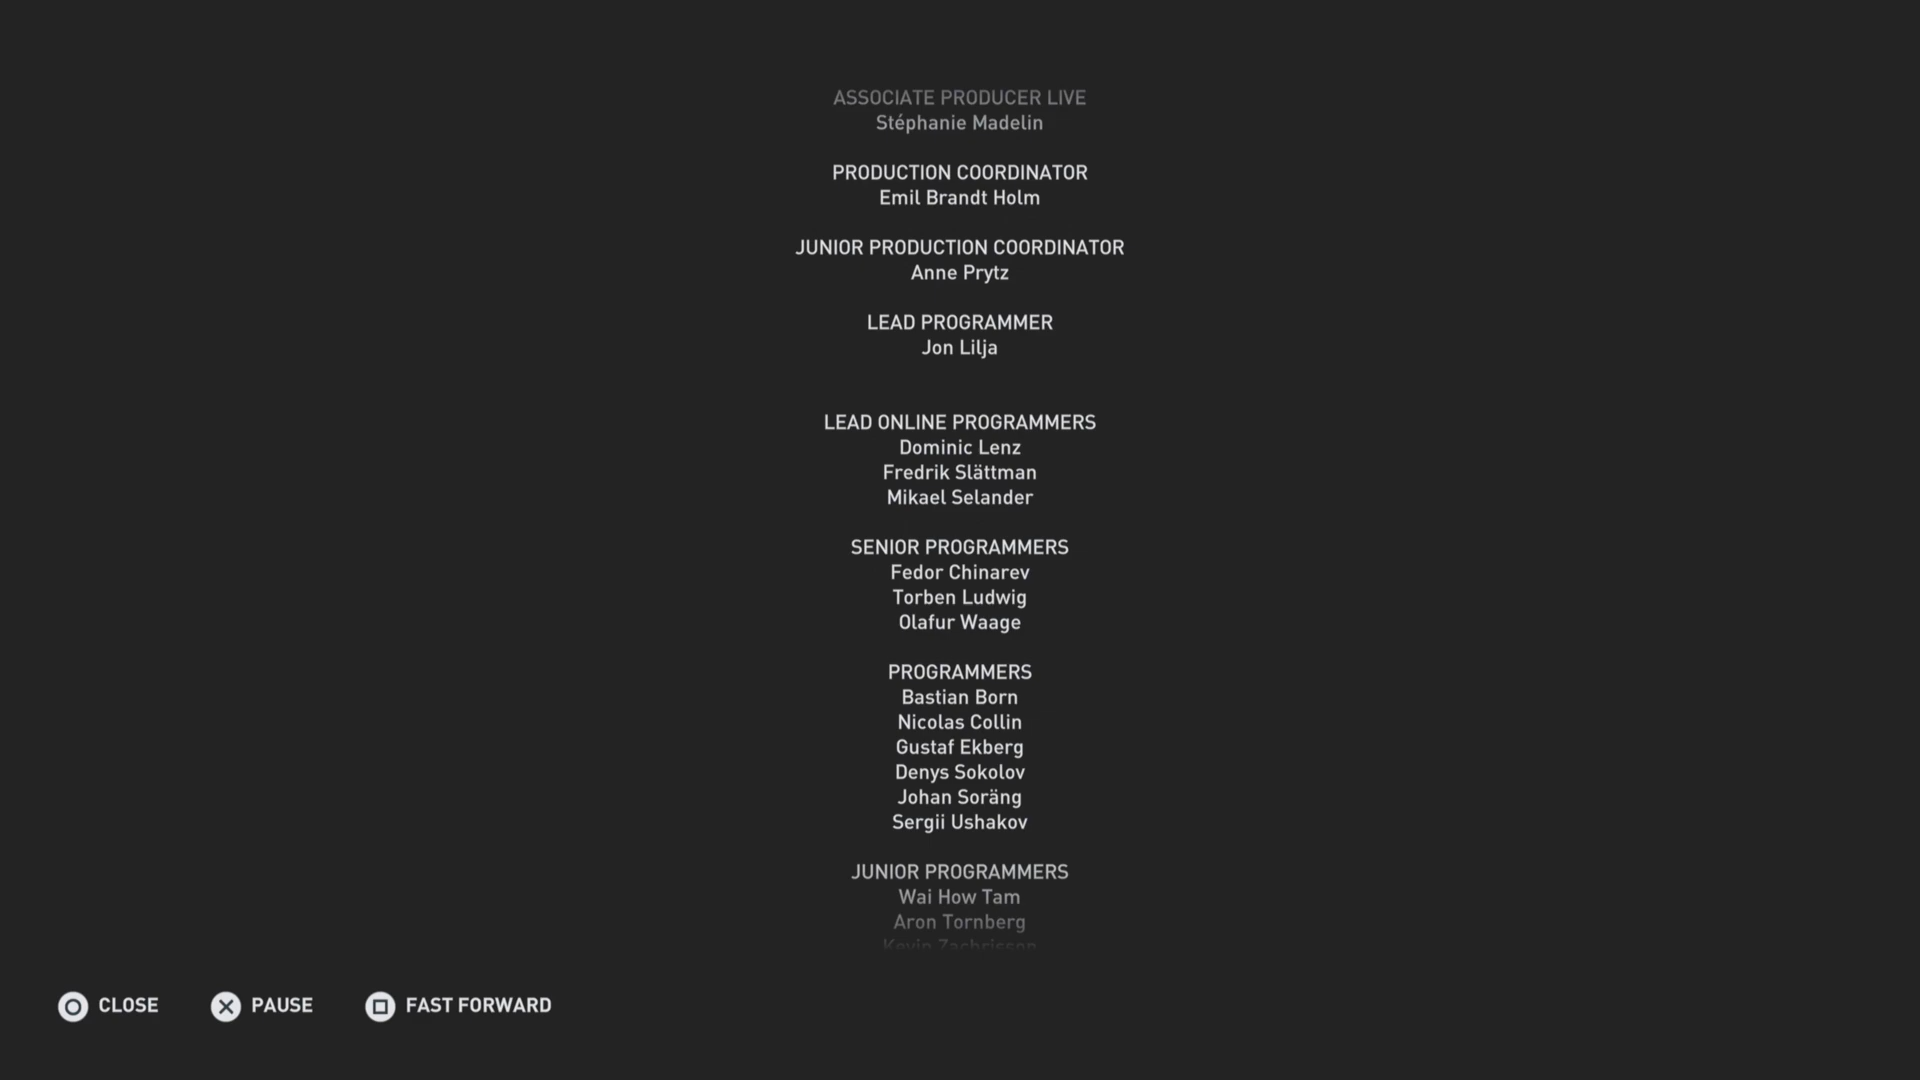 ASSOCIATE PRODUCER LIVE
Stéphanie Madelin
PRODUCTION COORDINATOR
Emil Brandt Holm
JUNIOR PRODUCTION COORDINATOR
Anne Prytz
LEAD PROGRAMMER
Jon Lilja
LEAD ONLINE PROGRAMMERS
Dominic Lenz
Fredrik Slättman
Mikael Selander
SENIOR PROGRAMMERS
Fedor Chinarev
Torben Ludwig
Olafur Waage
PROGRAMMERS
Bastian Born
Nicolas Collin
Gustaf Ekberg
Denys Sokolov
Johan Soräng
Sergii Ushakov
JUNIOR PROGRAMMERS
Wai How Tam
Aron Tornberg
Kevin Zachrisson
CLOSE PAUSE FAST FORWARD